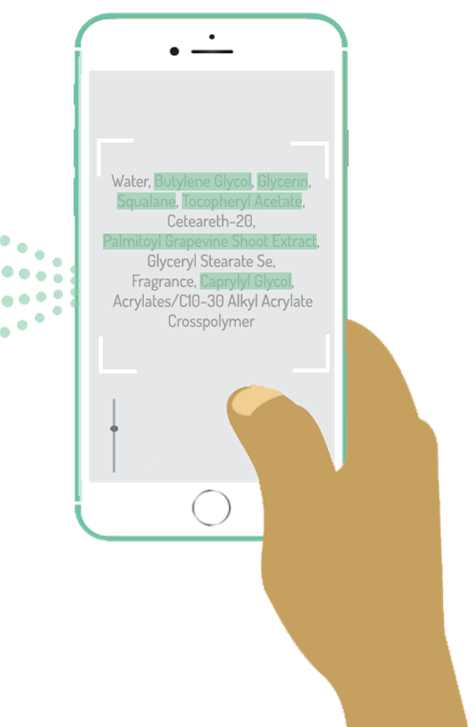 Water, Butylene Glycol, Glycerin,
Squalane, Tocopheryl Acetate,
Ceteareth-20,
Palmitoyl Grapevine Shoot Extract,
Glyceryl Stearate Se,
Fragrance, Caprylyl Glycol,
Acrylates/C10-30 Alkyl Acrylate
Crosspolymer